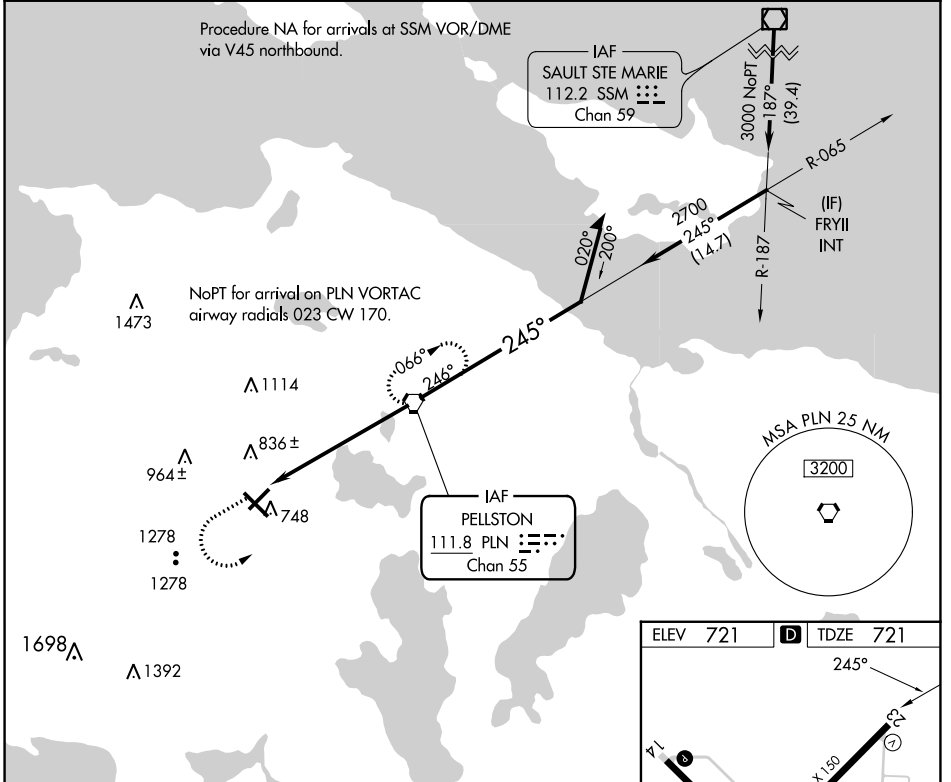 Procedure NA for arrivals at SSM VOR/DME
via V45 northbound.
IAF
SAULT STE MARIE
112.2 SSM
Chan 59
3000 NoPT
187°
(39.4)
R-065
(IF)
FRYII
INT
2700
245°
(14.7)
R-187
020°
200°
NoPT for arrival on PLN VORTAC
airway radials 023 CW 170.
1473
245°
066°
246°
1114
836±
964±
748
IAF
PELLSTON
111.8 PLN
Chan 55
MSA PLN 25 NM
3200
1278
1278
1698
1392
ELEV 721 D TDZE 721
245°
23
V
14
P
X 150